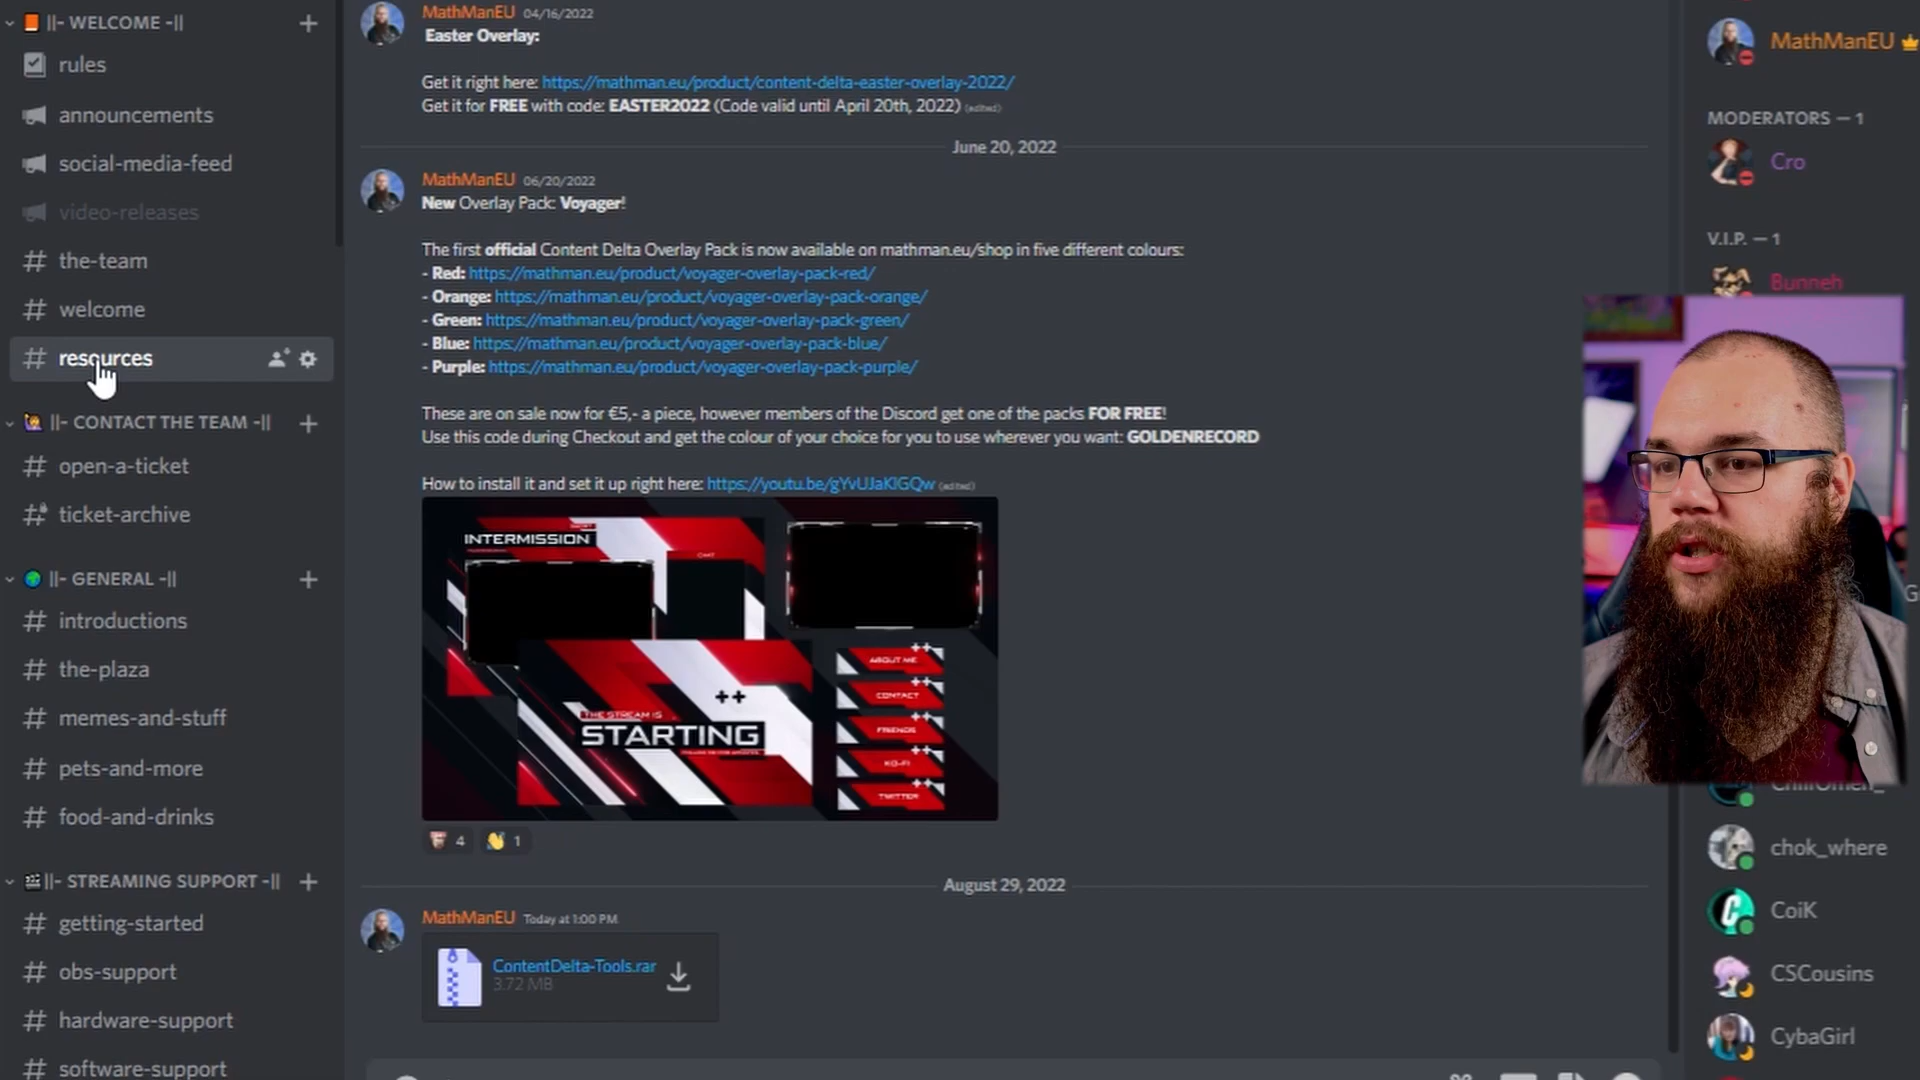 ||- WELCOME -||
rules
announcements
social-media-feed
video-releases
the-team
welcome
resources
||- CONTACT THE TEAM -||
open-a-ticket
ticket-archive
||- GENERAL -||
introductions
the-plaza
memes-and-stuff
pets-and-more
food-and-drinks
||- STREAMING SUPPORT -||
getting-started
obs-support
hardware-support
software-support
MathManEU 04/16/2022
Easter Overlay:
Get it right here: https://mathman.eu/product/content-delta-easter-overlay-2022/
Get it for FREE with code: EASTER2022 (Code valid until April 20th, 2022) (edited)
June 20, 2022
MathManEU 06/20/2022
New Overlay Pack: Voyager!
The first official Content Delta Overlay Pack is now available on mathman.eu/shop in five different colours:
- Red: https://mathman.eu/product/voyager-overlay-pack-red/
- Orange: https://mathman.eu/product/voyager-overlay-pack-orange/
- Green: https://mathman.eu/product/voyager-overlay-pack-green/
- Blue: https://mathman.eu/product/voyager-overlay-pack-blue/
- Purple: https://mathman.eu/product/voyager-overlay-pack-purple/
These are on sale now for €5,- a piece, however members of the Discord get one of the packs FOR FREE!
Use this code during Checkout and get the colour of your choice for you to use wherever you want: GOLDENRECORD
How to install it and set it up right here: https://youtu.be/gYvUJaKlGQw (edited)
INTERMISSION
CHAT
THE STREAM IS
STARTING
ABOUT ME
CONTACT
FRIENDS
KO-FI
TWITTER
4 1
August 29, 2022
MathManEU Today at 1:00 PM
ContentDelta-Tools.rar
3.72 MB
MathManEU
MODERATORS — 1
Cro
V.I.P. — 1
Bunneh
G
chok_where
CoiK
CSCousins
CybaGirl